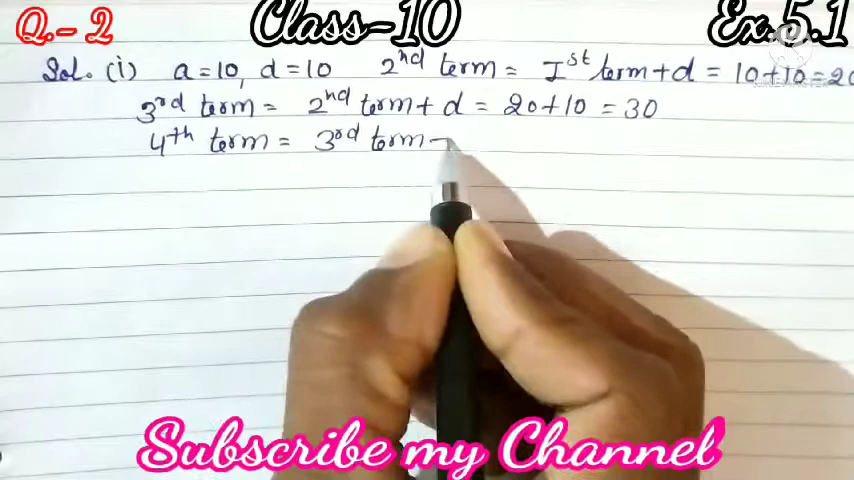 Q.- 2 Class-10 Ex.5.1
Sol. (i) a=10, d=10 2nd term = Ist term+d = 10+10=20
3rd term = 2nd term+ d = 20+10 = 30
4th term = 3rd term -
Subscribe my Channel